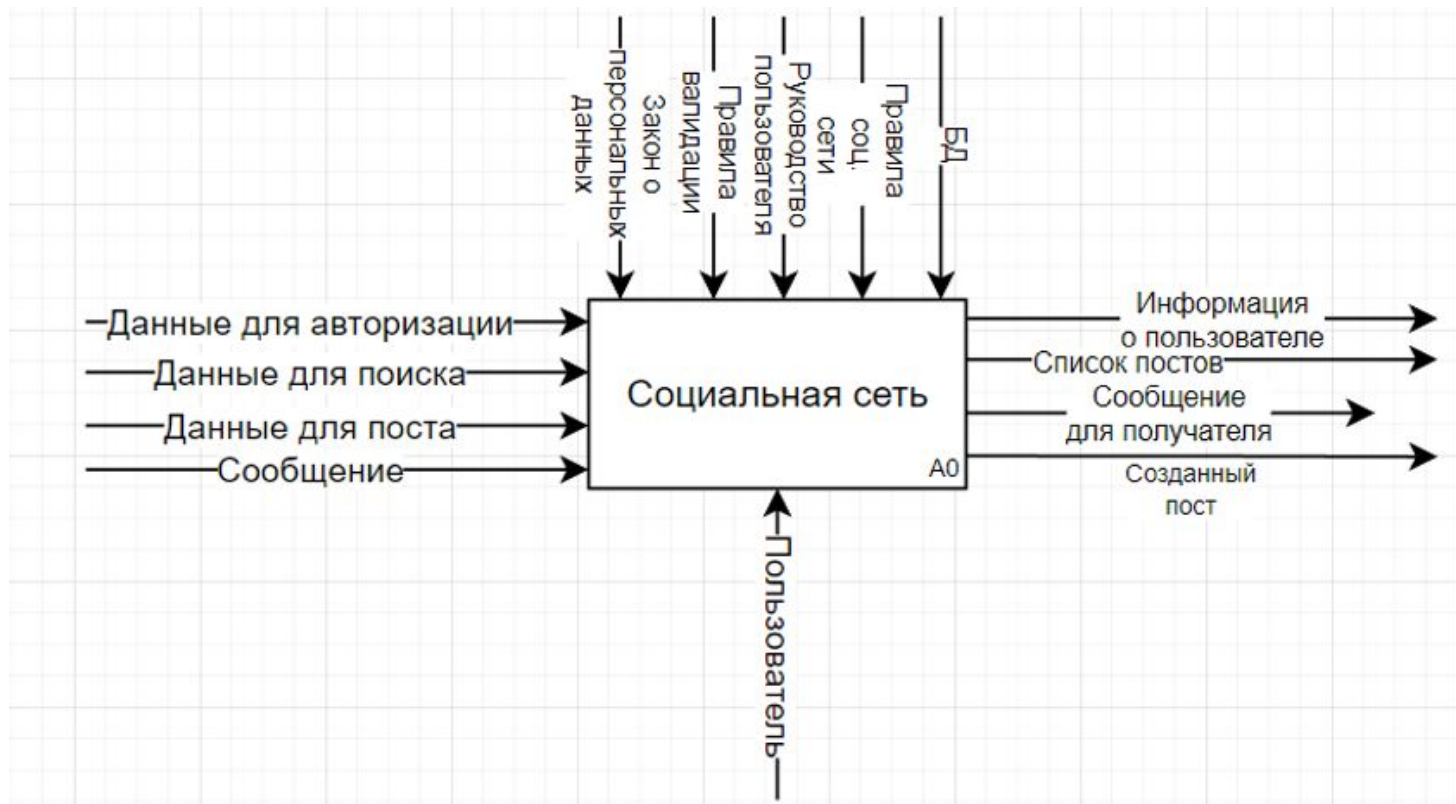 Закон о
персональных
данных
Правила
валидации
Руководство
пользователя
Правила
соц.
сети
БД
Данные для авторизации
Данные для поиска
Данные для поста
Сообщение
Социальная сеть
A0
Информация
о пользователе
Список постов
Сообщение
для получателя
Созданный
пост
Пользователь